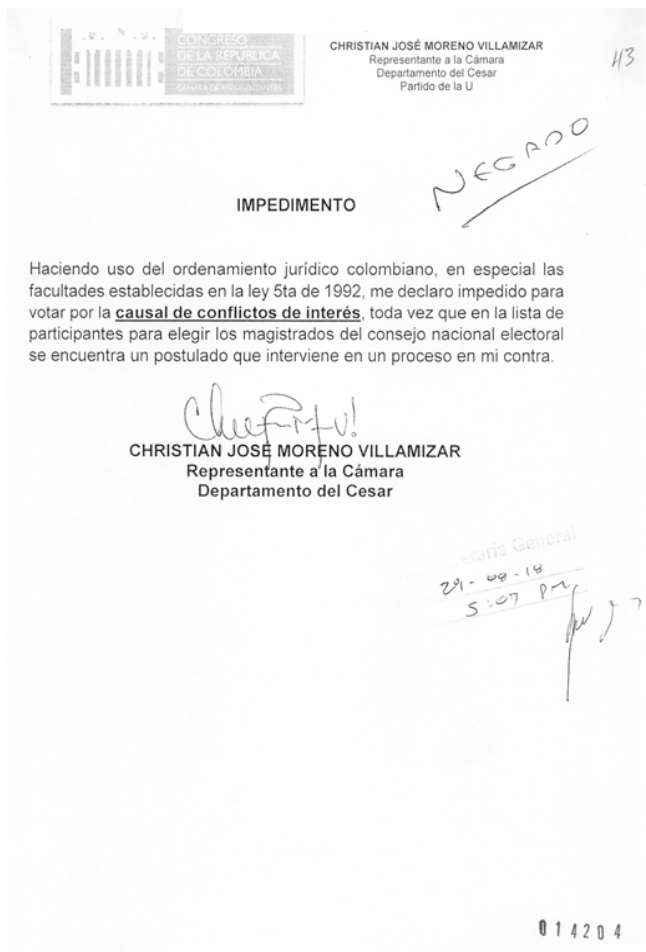 CONGRESO
DE LA REPÚBLICA
DE COLOMBIA
CÁMARA DE REPRESENTANTES
CHRISTIAN JOSÉ MORENO VILLAMIZAR
Representante a la Cámara
Departamento del Cesar
Partido de la U
43
NEGADO
IMPEDIMENTO
Haciendo uso del ordenamiento jurídico colombiano, en especial las
facultades establecidas en la ley 5ta de 1992, me declaro impedido para
votar por la causal de conflictos de interés, toda vez que en la lista de
participantes para elegir los magistrados del consejo nacional electoral
se encuentra un postulado que interviene en un proceso en mi contra.
CHRISTIAN JOSÉ MORENO VILLAMIZAR
Representante a la Cámara
Departamento del Cesar
General
29-08-18
5:07 PM
014204